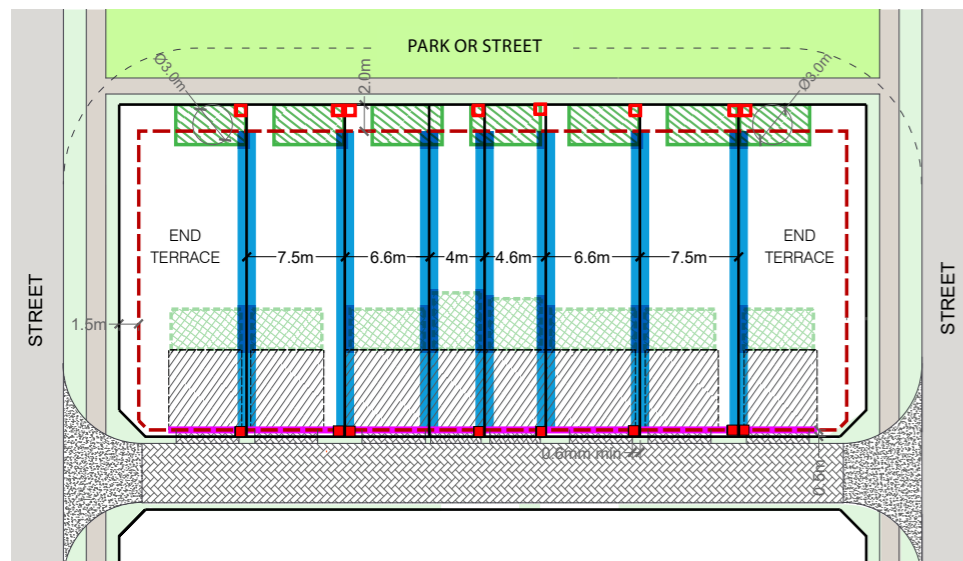 PARK OR STREET
Ø3.0m
2.0m
Ø3.0m
END
TERRACE
7.5m
6.6m
4m
4.6m
6.6m
7.5m
END
TERRACE
STREET
1.5m
STREET
0.6mm min
0.5m